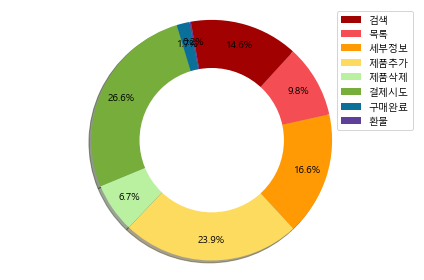 검색
목록
세부정보
제품추가
제품삭제
결제시도
구매완료
환물
14.6%
9.8%
16.6%
23.9%
6.7%
26.6%